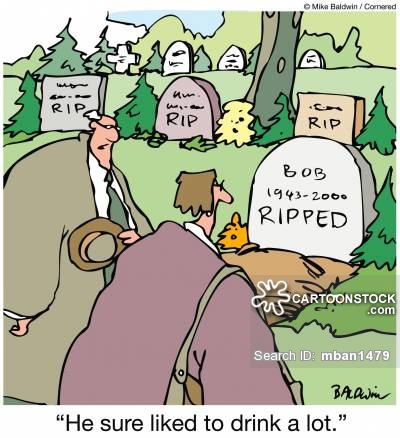 © Mike Baldwin / Cornered
RIP
RIP
RIP
BOB
1943-2000
RIPPED
CARTOONSTOCK
.com
Search ID: mban1479
BALDWIN
“He sure liked to drink a lot.”